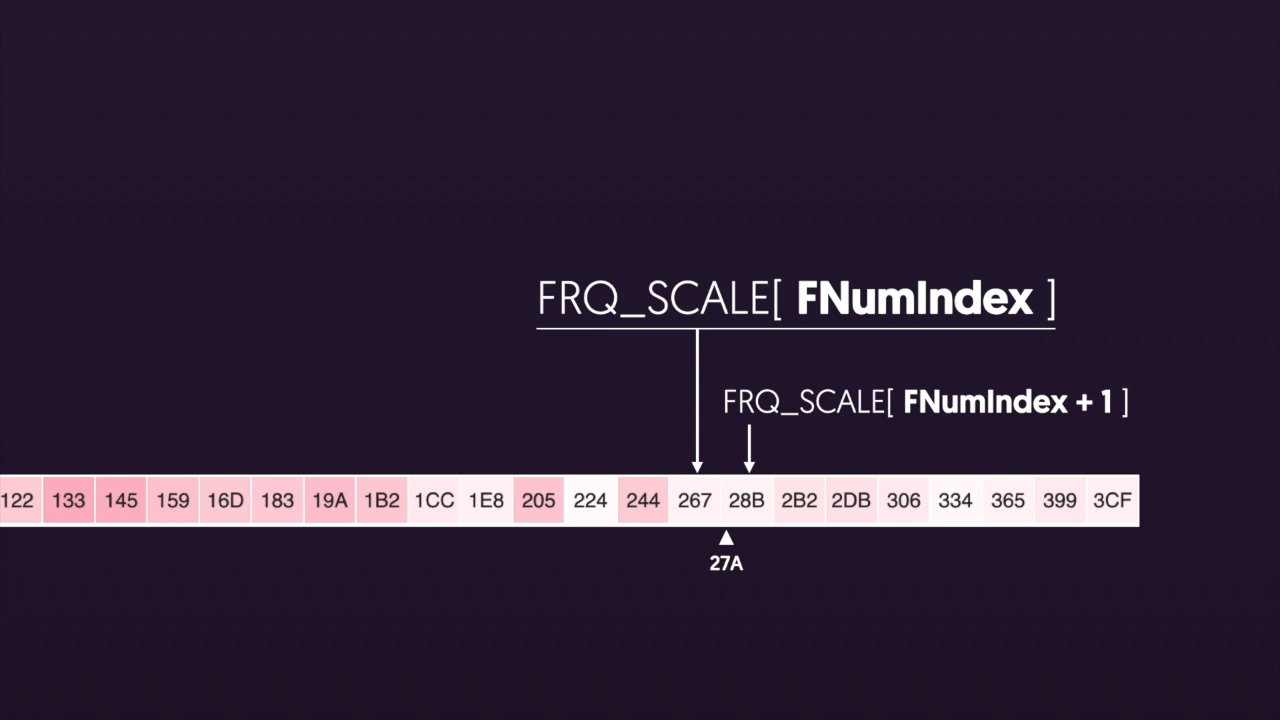 FRQ_SCALE[ FNumIndex ]
FRQ_SCALE[ FNumIndex + 1 ]
122 133 145 159 16D 183 19A 1B2 1CC 1E8 205 224 244 267 28B 2B2 2DB 306 334 365 399 3CF
27A